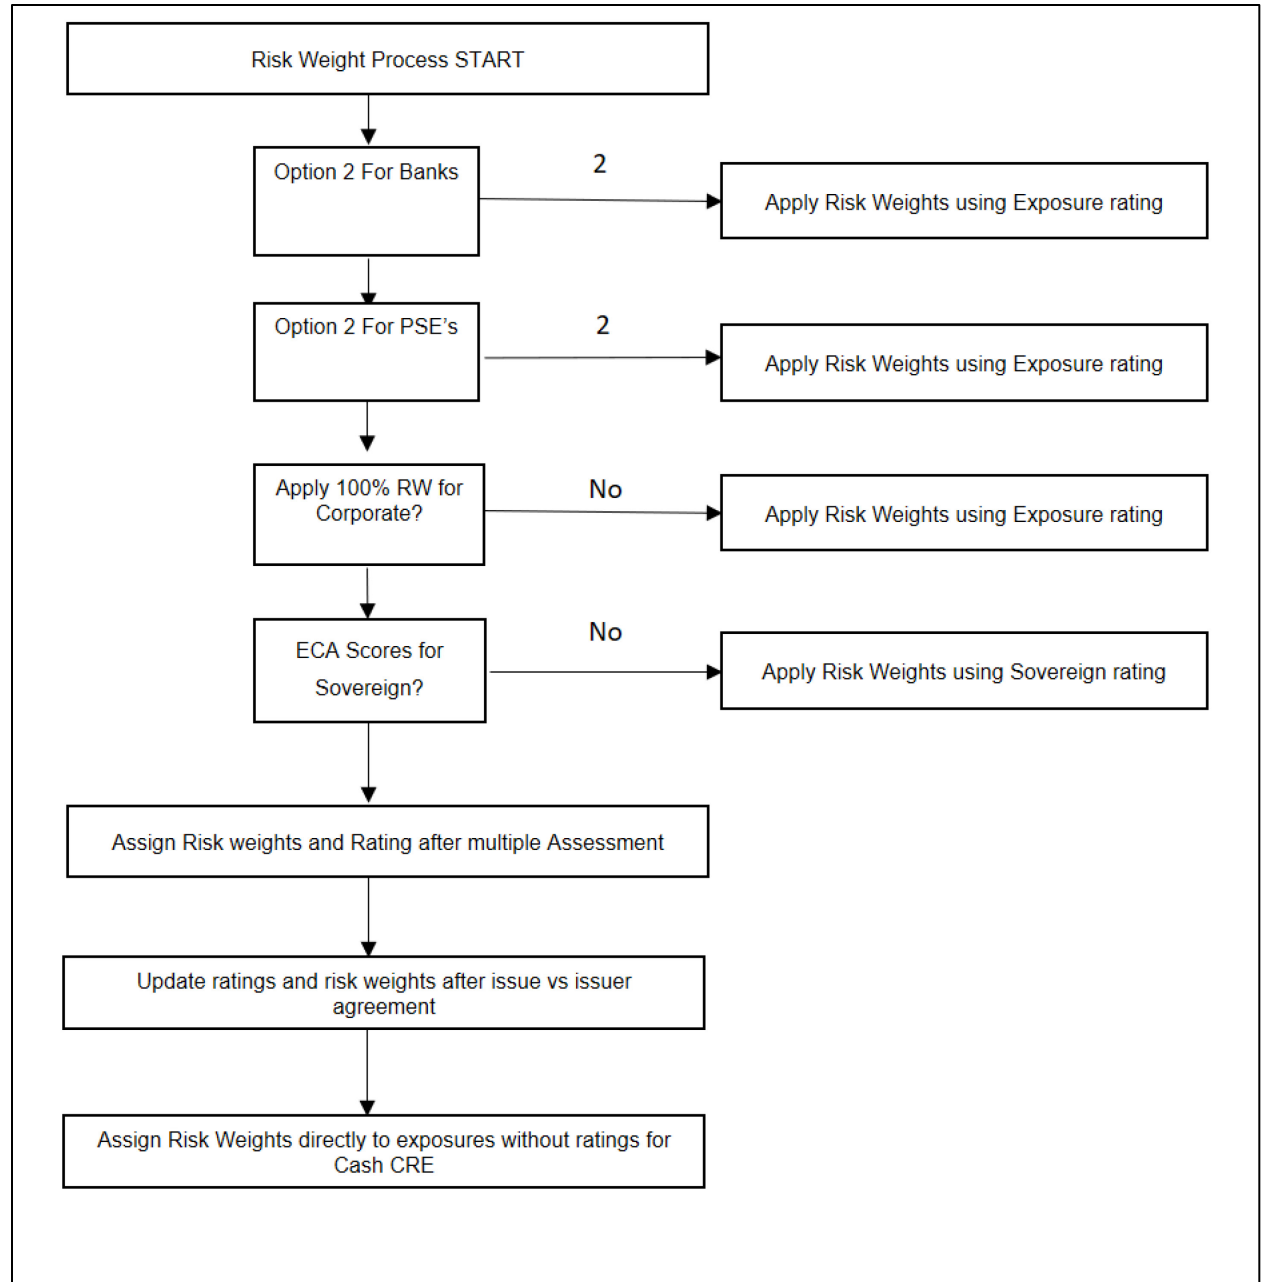 Risk Weight Process START
Option 2 For Banks
2
Apply Risk Weights using Exposure rating
Option 2 For PSE's
2
Apply Risk Weights using Exposure rating
Apply 100% RW for
Corporate?
No
Apply Risk Weights using Exposure rating
ECA Scores for
Sovereign?
No
Apply Risk Weights using Sovereign rating
Assign Risk weights and Rating after multiple Assessment
Update ratings and risk weights after issue vs issuer
agreement
Assign Risk Weights directly to exposures without ratings for
Cash CRE